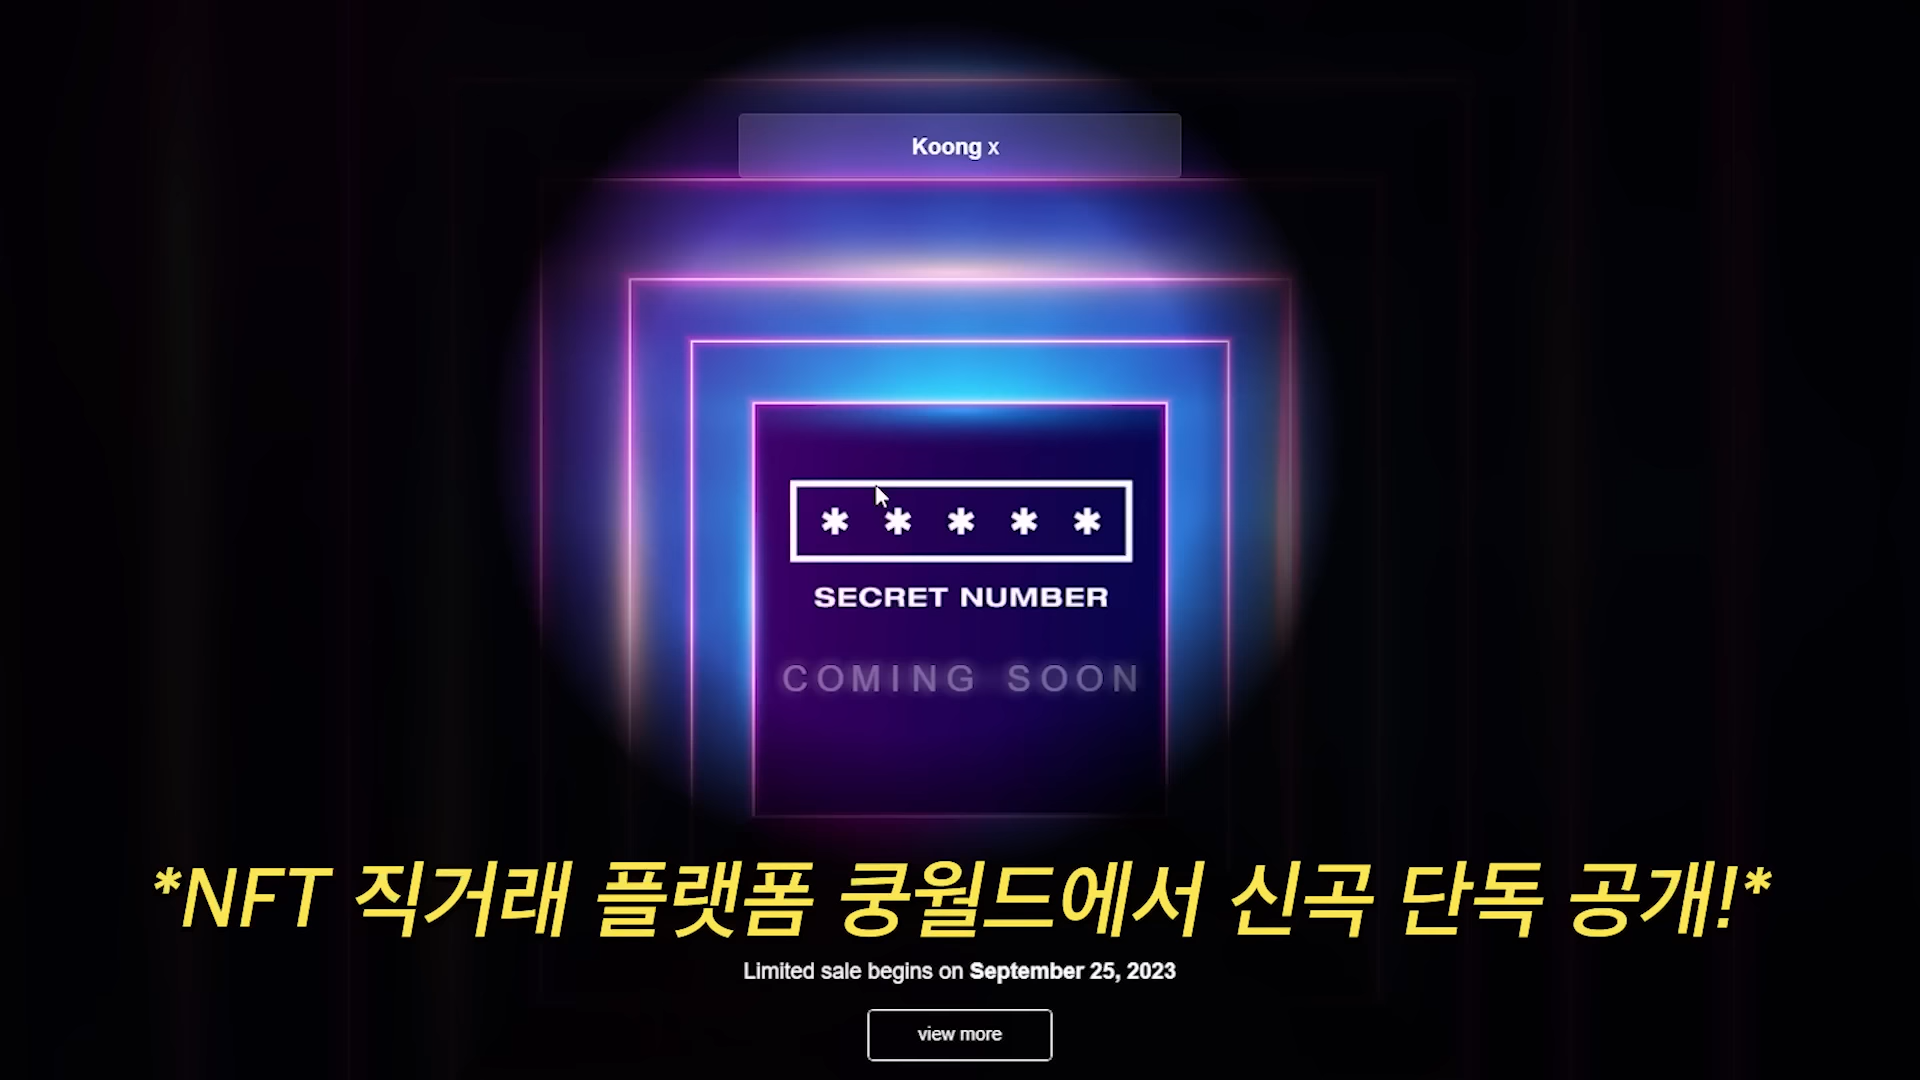 Koong x
* * * * *
SECRET NUMBER
COMING SOON
*NFT 직거래 플랫폼 쿵월드에서 신곡 단독 공개!*
Limited sale begins on September 25, 2023
view more